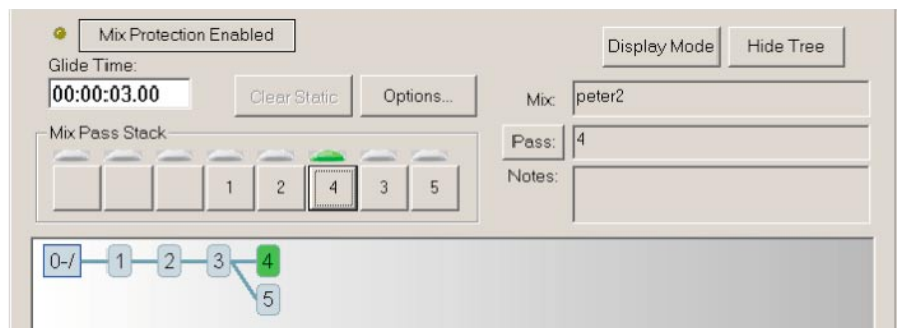 Mix Protection Enabled
Display Mode
Hide Tree
Glide Time:
00:00:03.00
Clear Static
Options...
Mix:
peter2
Mix Pass Stack
Pass:
4
1 2 4 3 5
Notes:
0-/ 1 2 3 4
5